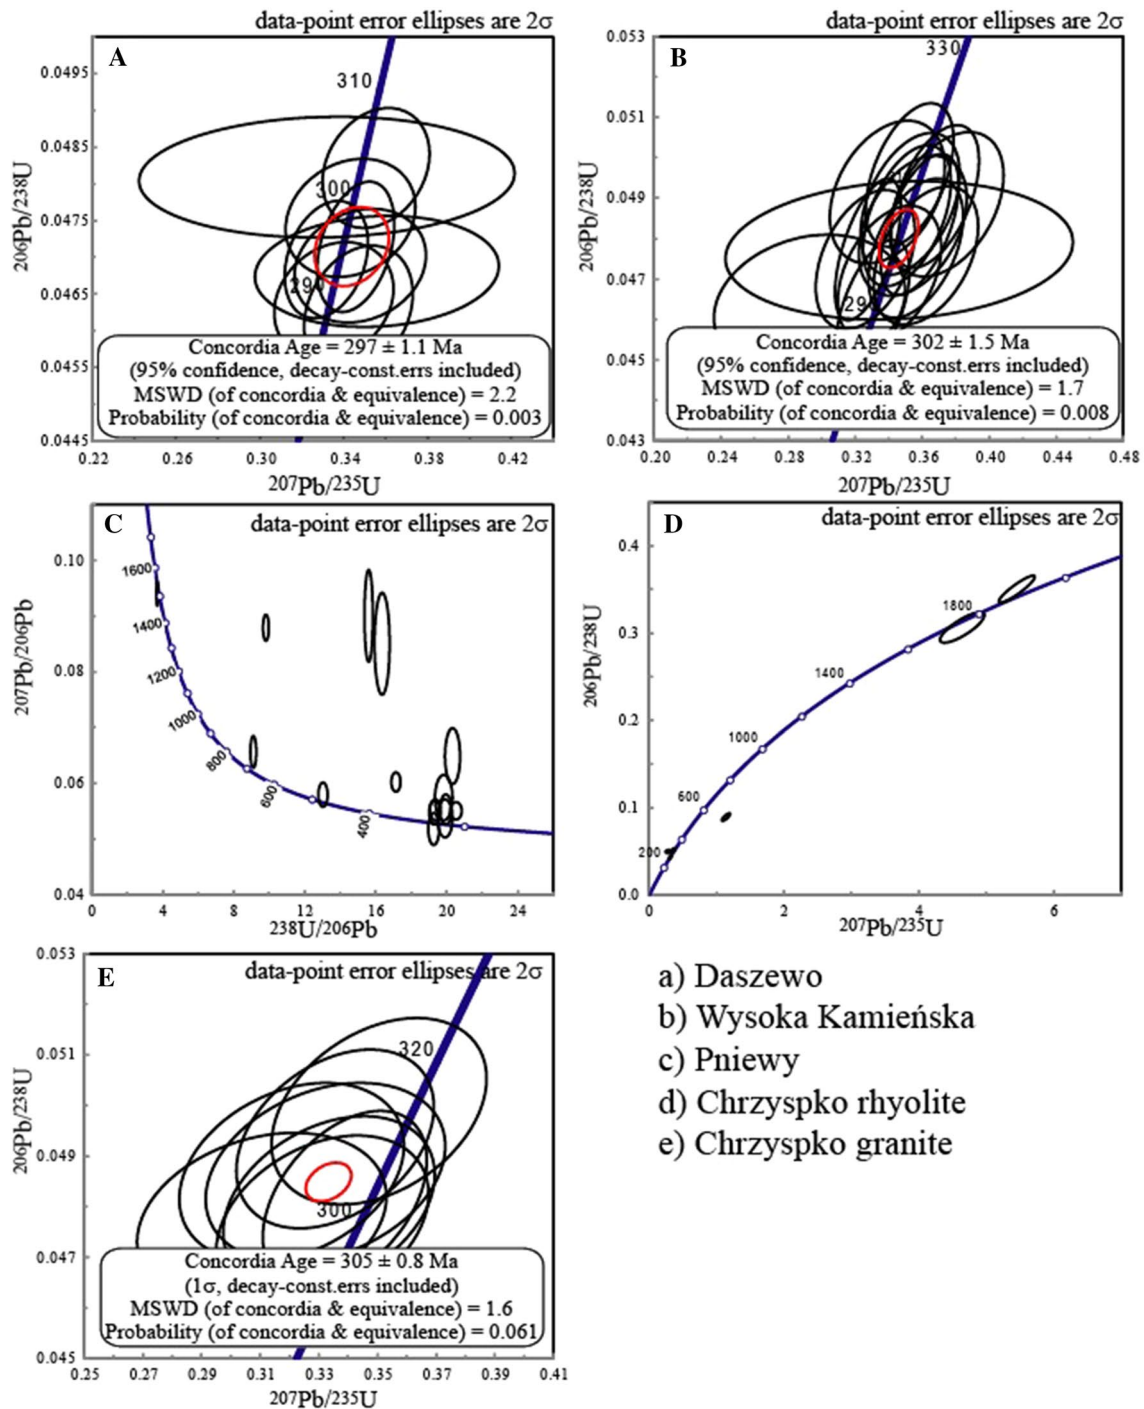 data-point error ellipses are 2σ
A
0.0495
0.0485
0.0475
0.0465
0.0455
0.0445
206Pb/238U
310
300
290
Concordia Age = 297 ± 1.1 Ma
(95% confidence, decay-const.errs included)
MSWD (of concordia & equivalence) = 2.2
Probability (of concordia & equivalence) = 0.003
0.22 0.26 0.30 0.34 0.38 0.42
207Pb/235U
data-point error ellipses are 2σ
B
0.053
0.051
0.049
0.047
0.045
0.043
206Pb/238U
330
Concordia Age = 302 ± 1.5 Ma
(95% confidence, decay-const.errs included)
MSWD (of concordia & equivalence) = 1.7
Probability (of concordia & equivalence) = 0.008
0.20 0.24 0.28 0.32 0.36 0.40 0.44 0.48
207Pb/235U
C
data-point error ellipses are 2σ
0.10
0.08
0.06
0.04
207Pb/206Pb
1600
1400
1200
1000
800
600
400
0 4 8 12 16 20 24
238U/206Pb
D
data-point error ellipses are 2σ
0.4
0.3
0.2
0.1
0.0
206Pb/238U
1800
1400
1000
600
200
0 2 4 6
207Pb/235U
E
data-point error ellipses are 2σ
0.053
0.051
0.049
0.047
0.045
206Pb/238U
320
300
Concordia Age = 305 ± 0.8 Ma
(1σ, decay-const.errs included)
MSWD (of concordia & equivalence) = 1.6
Probability (of concordia & equivalence) = 0.061
0.25 0.27 0.29 0.31 0.33 0.35 0.37 0.39 0.41
207Pb/235U
a) Daszewo
b) Wysoka Kamieńska
c) Pniewy
d) Chrzyspko rhyolite
e) Chrzyspko granite